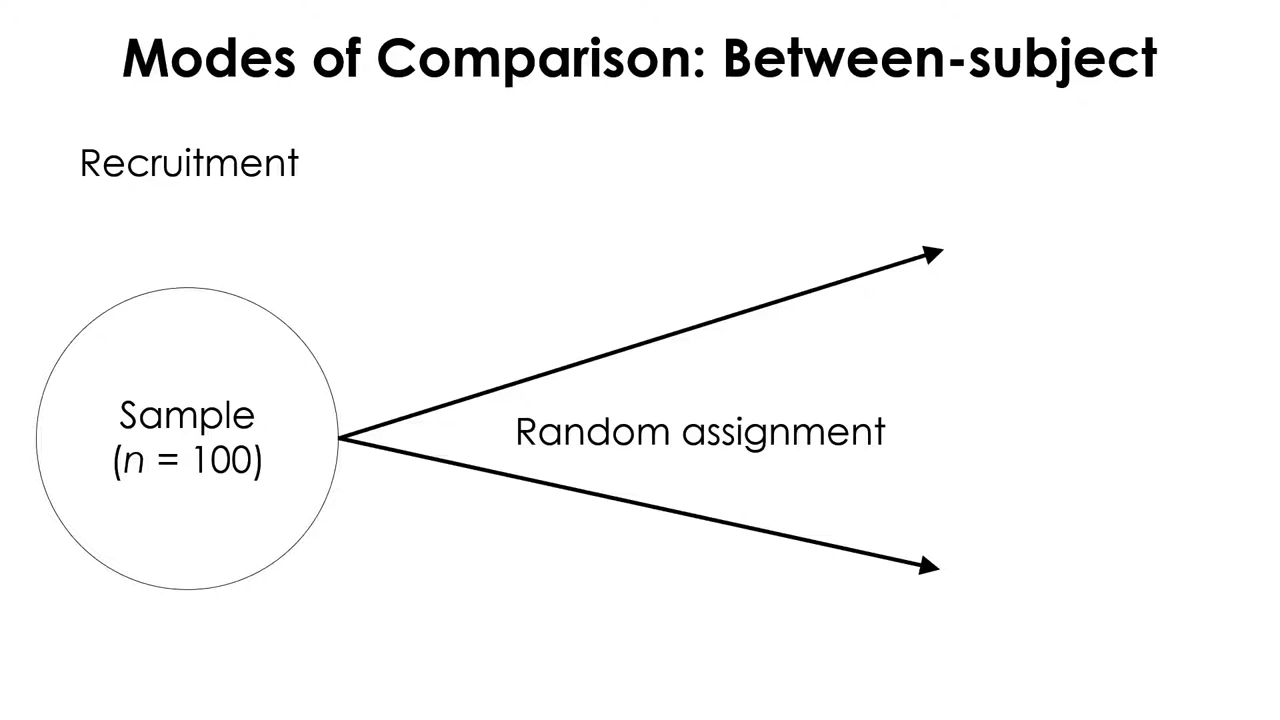 Modes of Comparison: Between-subject
Recruitment
Sample
(n = 100)
Random assignment